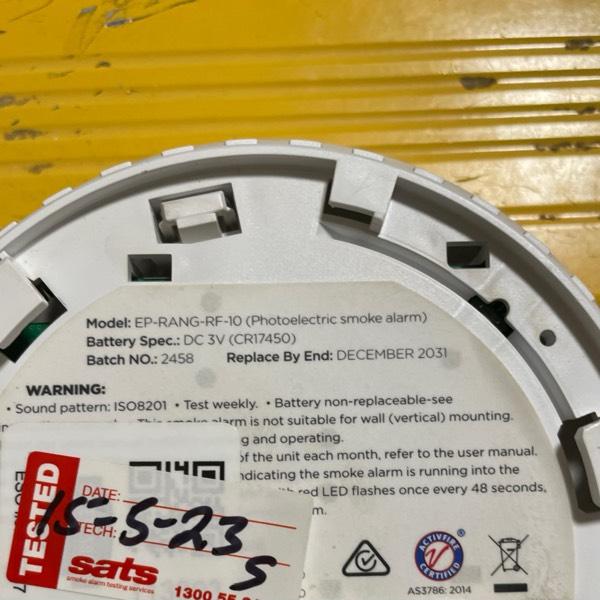 Model: EP-RANG-RF-10 (Photoelectric smoke alarm)
Battery Spec.: DC 3V (CR17450)
Batch NO.: 2458 Replace By End: DECEMBER 2031
WARNING:
• Sound pattern: ISO8201 • Test weekly. • Battery non-replaceable-see
This smoke alarm is not suitable for wall (vertical) mounting.
g and operating.
of the unit each month, refer to the user manual.
ndicating the smoke alarm is running into the
red LED flashes once every 48 seconds,
m.
TESTED
DATE: 15-5-23
TECH: S
sats
smoke alarm testing services
1300 55
ACTIVFIRE
CERTIFIED
AS3786: 2014